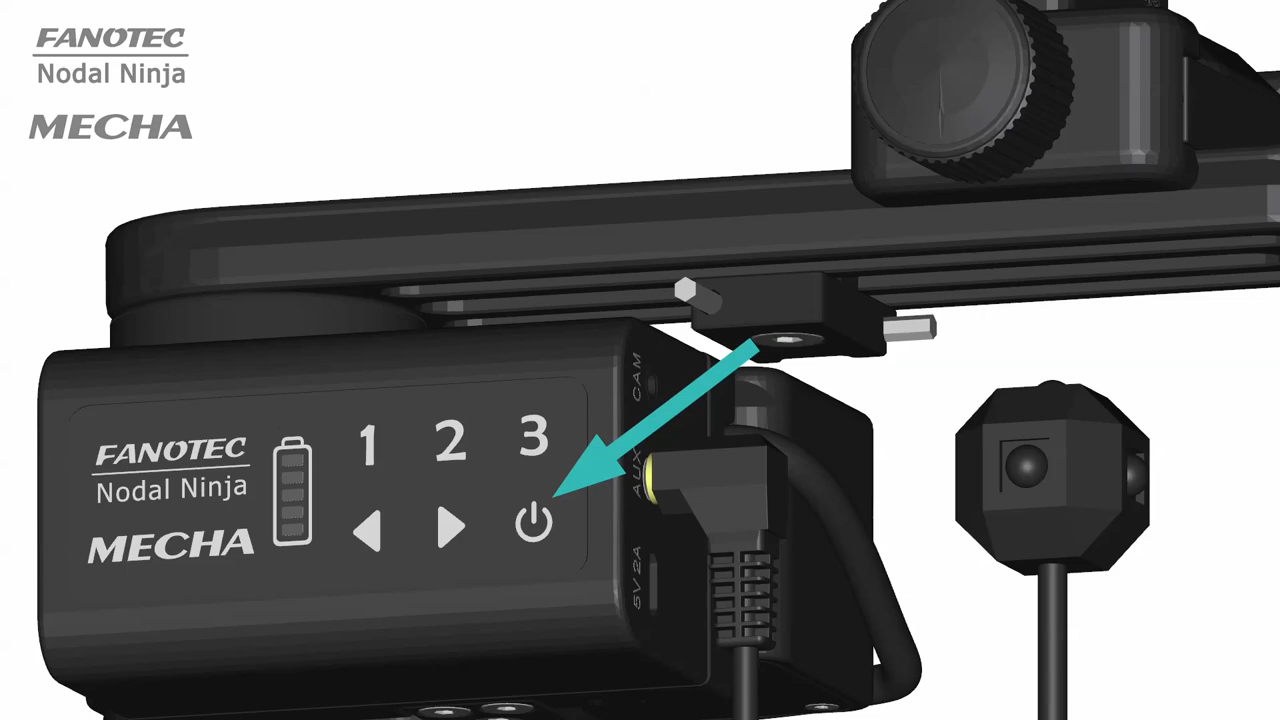 FANOTEC
Nodal Ninja
MECHA
FANOTEC
Nodal Ninja
MECHA
1 2 3
CAM
AUX
5V 2A